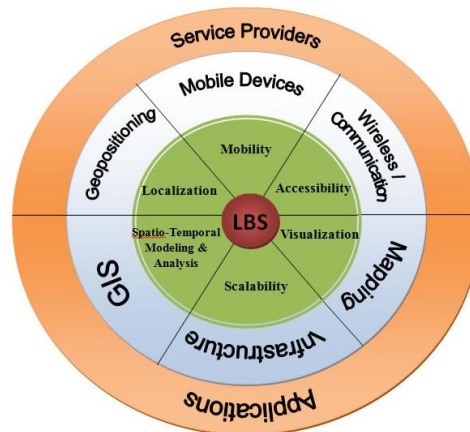 Service Providers
Mobile Devices
Geopositioning
Wireless /
Communication
Mobility
Localization
Accessibility
LBS
Spatio-Temporal
Modeling &
Analysis
Visualization
Scalability
GIS
Mapping
Infrastructure
Applications